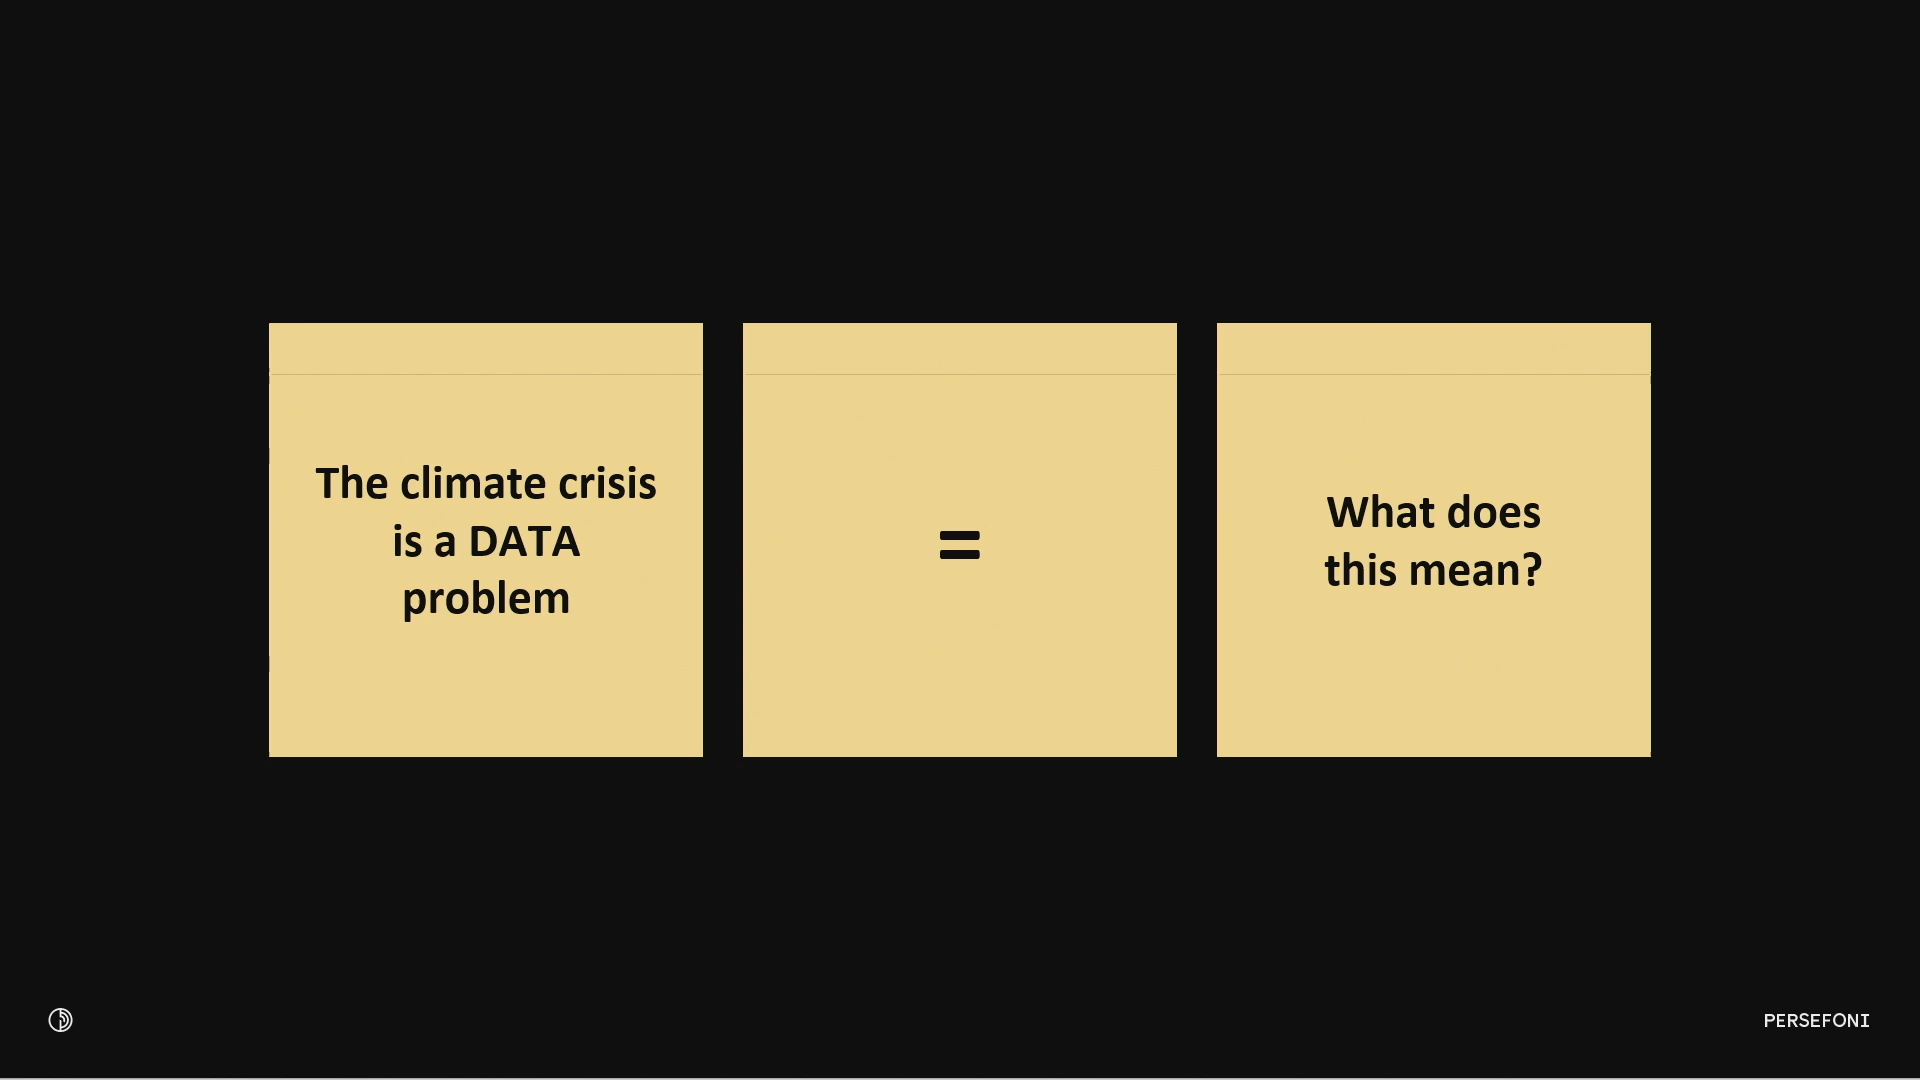 The climate crisis
is a DATA
problem
=
What does
this mean?
PERSEFONI